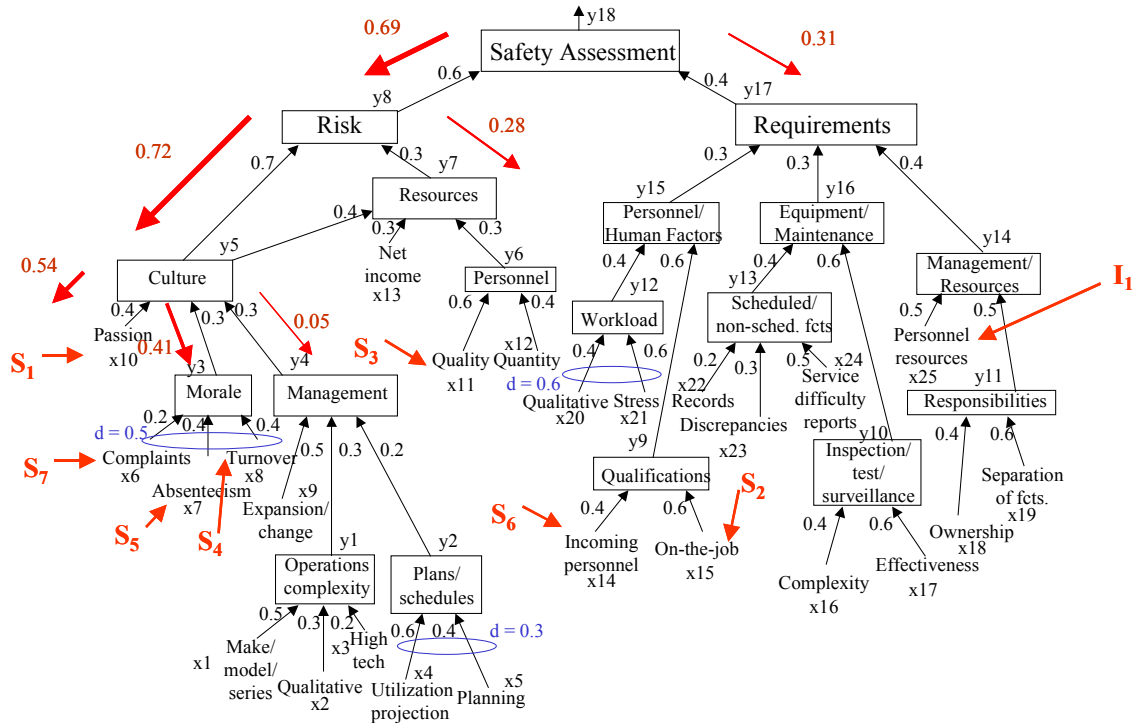 y18
0.69
Safety Assessment
0.31
0.6
0.4
y8
y17
Risk
Requirements
0.28
0.72
0.7
0.3
y7
0.3
0.3
0.4
Resources
y15
y16
0.4
0.3
0.3
Personnel/
Human Factors
Equipment/
Maintenance
y5
Net
income
x13
y6
y14
0.54
Culture
Personnel
0.4
0.6
y13
0.4
0.6
Management/
Resources
I1
y12
0.4
0.3
0.3
0.6
0.4
Workload
Scheduled/
non-sched. fcts
0.5
0.5
Passion
x10
0.05
S1
0.41
y3
y4
S3
Quality
x11
x12
Quantity
0.4
0.6
0.2
0.3
0.5
x24
Personnel
resources
x25
Morale
Management
d = 0.6
x22
Records
Service
difficulty
reports
y11
Responsibilities
0.2
0.4
0.4
d = 0.5
Qualitative
x20
Stress
x21
Discrepancies
x23
0.5
0.3
0.2
y9
y10
0.4
0.6
S7
Complaints
x6
Turnover
x8
Qualifications
S2
Inspection/
test/
surveillance
Separation
of fcts.
x19
Absenteeism
x7
x9
Expansion/
change
S6
0.4
0.6
S5
S4
Ownership
x18
y1
y2
Incoming
personnel
x14
On-the-job
x15
0.4
0.6
Operations
complexity
Plans/
schedules
Effectiveness
x17
Complexity
x16
0.5
0.3
0.2
0.6
0.4
d = 0.3
x1
Make/
model/
series
x3
High
tech
x4
x5
Qualitative
x2
Utilization
projection
Planning